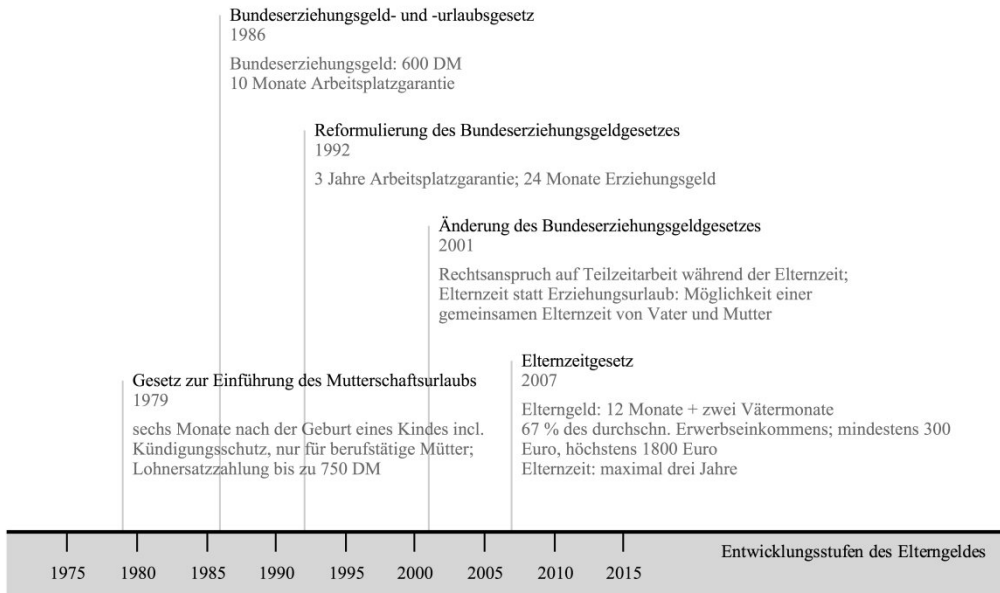 Bundeserziehungsgeld- und -urlaubsgesetz
1986
Bundeserziehungsgeld: 600 DM
10 Monate Arbeitsplatzgarantie
Reformulierung des Bundeserziehungsgeldgesetzes
1992
3 Jahre Arbeitsplatzgarantie; 24 Monate Erziehungsgeld
Änderung des Bundeserziehungsgeldgesetzes
2001
Rechtsanspruch auf Teilzeitarbeit während der Elternzeit;
Elternzeit statt Erziehungsurlaub: Möglichkeit einer
gemeinsamen Elternzeit von Vater und Mutter
Gesetz zur Einführung des Mutterschaftsurlaubs
1979
sechs Monate nach der Geburt eines Kindes incl.
Kündigungsschutz, nur für berufstätige Mütter;
Lohnersatzzahlung bis zu 750 DM
Elternzeitgesetz
2007
Elterngeld: 12 Monate + zwei Vätermonate
67 % des durchschn. Erwerbseinkommens; mindestens 300
Euro, höchstens 1800 Euro
Elternzeit: maximal drei Jahre
Entwicklungsstufen des Elterngeldes
1975 1980 1985 1990 1995 2000 2005 2010 2015